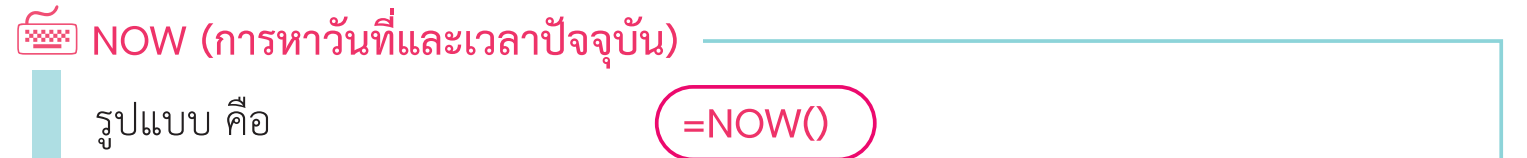 NOW (การหาวันที่และเวลาปัจจุบัน)
รูปแบบ คือ =NOW()